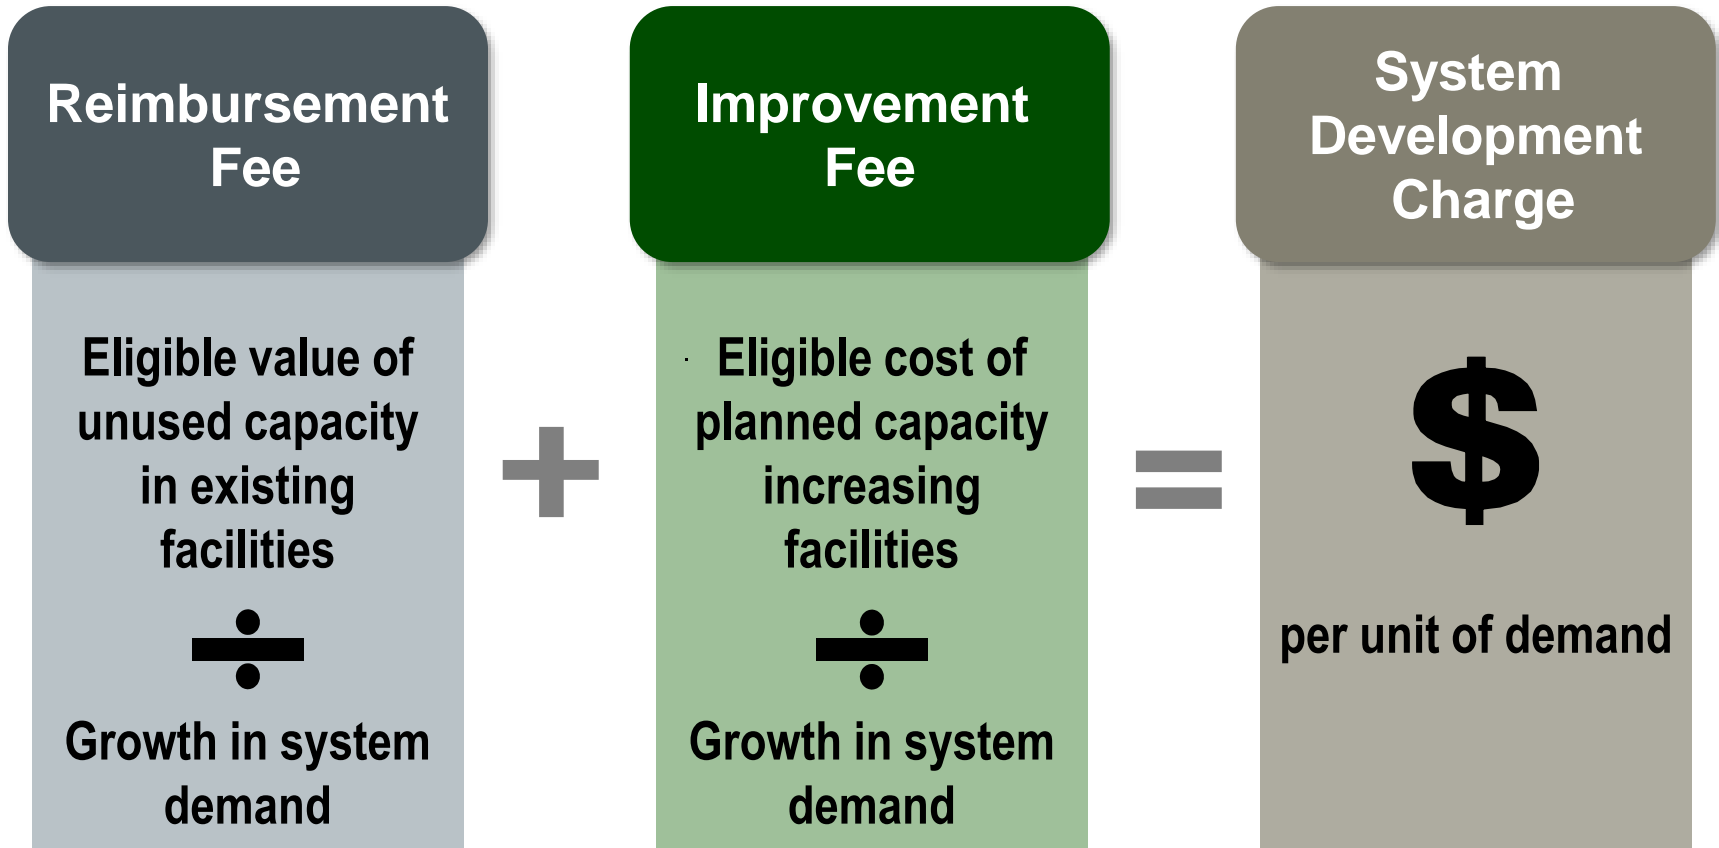 Reimbursement
Fee
Eligible value of
unused capacity
in existing
facilities
÷
Growth in system
demand
+
Improvement
Fee
Eligible cost of
planned capacity
increasing
facilities
÷
Growth in system
demand
=
System
Development
Charge
$
per unit of demand